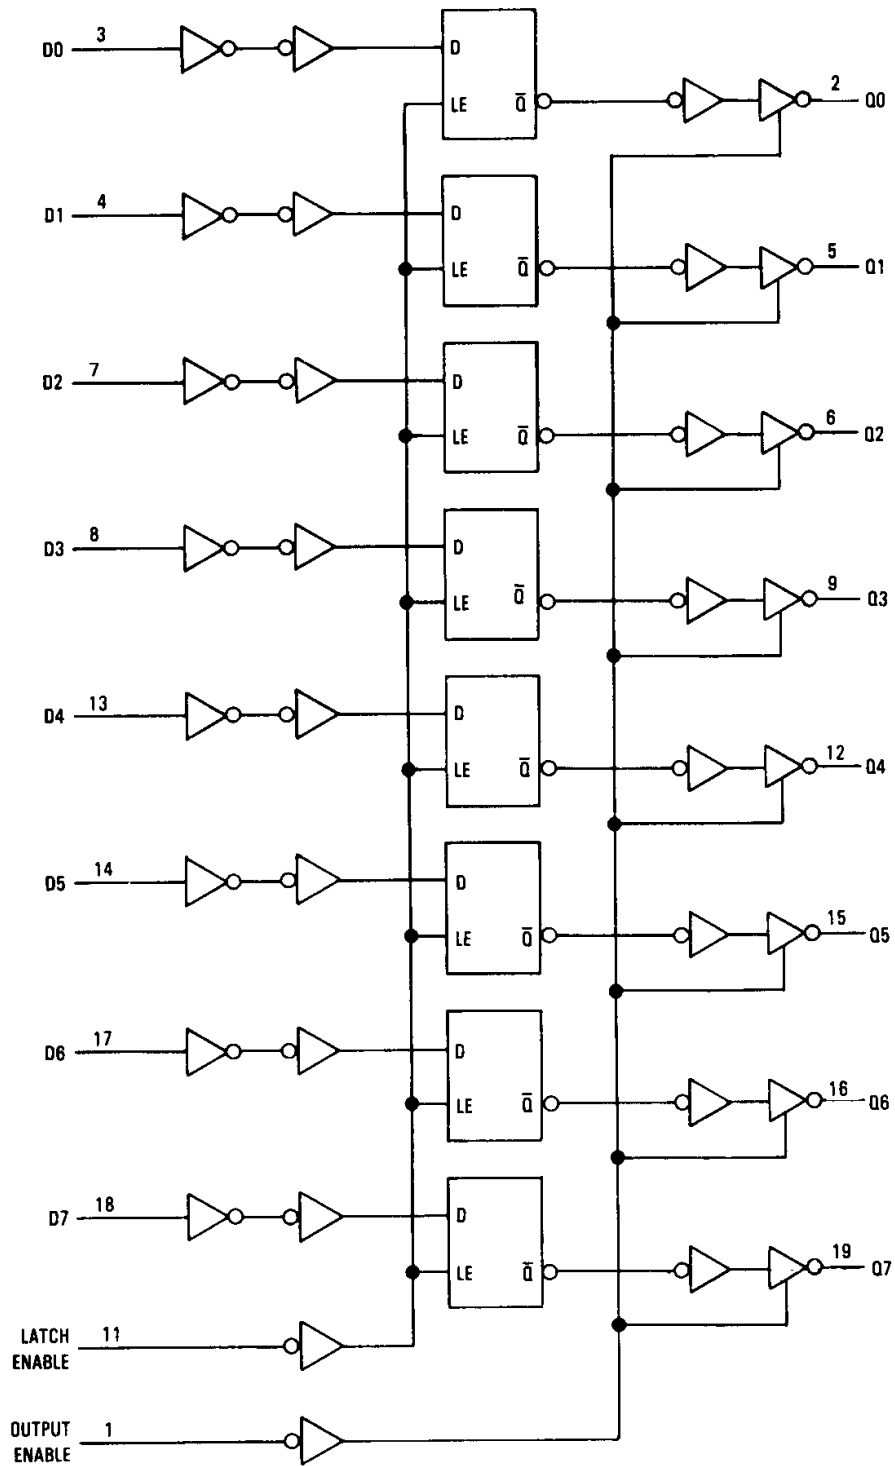 3
D0
D
LE
Q̅
2
Q0
4
D1
D
LE
Q̅
5
Q1
7
D2
D
LE
Q̅
6
Q2
8
D3
D
LE
Q̅
9
Q3
13
D4
D
LE
Q̅
12
Q4
14
D5
D
LE
Q̅
15
Q5
17
D6
D
LE
Q̅
16
Q6
18
D7
D
LE
Q̅
19
Q7
LATCH
ENABLE
11
OUTPUT
ENABLE
1